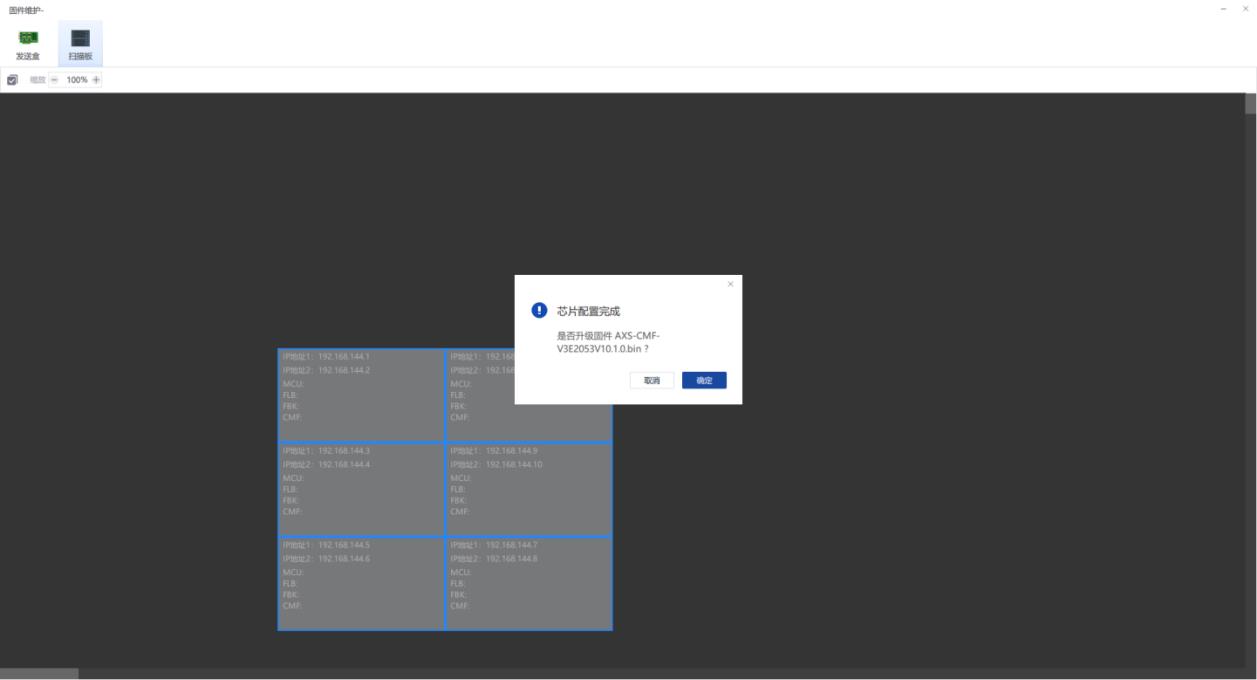 固件维护-
发送盒
扫描板
缩放 100%
芯片配置完成
是否升级固件 AXS-CMF-
V3E2053V10.1.0.bin ?
取消
确定
IP地址1: 192.168.144.1
IP地址2: 192.168.144.2
MCU:
FLB:
FBK:
CMF:
IP地址1: 192.168
IP地址2: 192.168
MCU:
FLB:
FBK:
CMF:
IP地址1: 192.168.144.3
IP地址2: 192.168.144.4
MCU:
FLB:
FBK:
CMF:
IP地址1: 192.168.144.9
IP地址2: 192.168.144.10
MCU:
FLB:
FBK:
CMF:
IP地址1: 192.168.144.5
IP地址2: 192.168.144.6
MCU:
FLB:
FBK:
CMF:
IP地址1: 192.168.144.7
IP地址2: 192.168.144.8
MCU:
FLB:
FBK:
CMF: